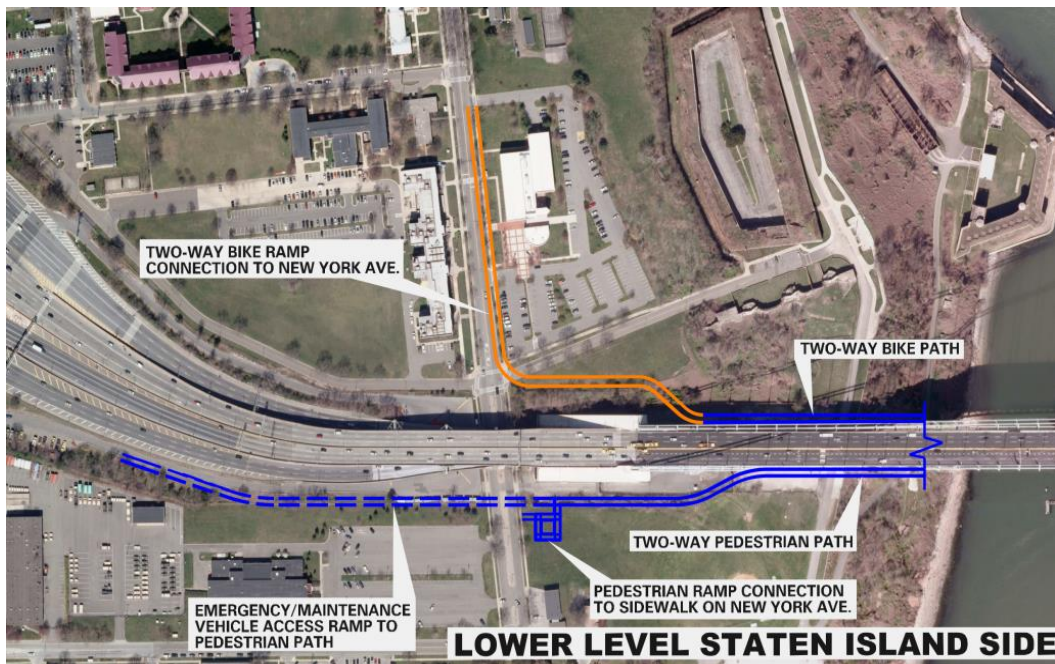 TWO-WAY BIKE RAMP
CONNECTION TO NEW YORK AVE.
TWO-WAY BIKE PATH
TWO-WAY PEDESTRIAN PATH
EMERGENCY/MAINTENANCE
VEHICLE ACCESS RAMP TO
PEDESTRIAN PATH
PEDESTRIAN RAMP CONNECTION
TO SIDEWALK ON NEW YORK AVE.
LOWER LEVEL STATEN ISLAND SIDE